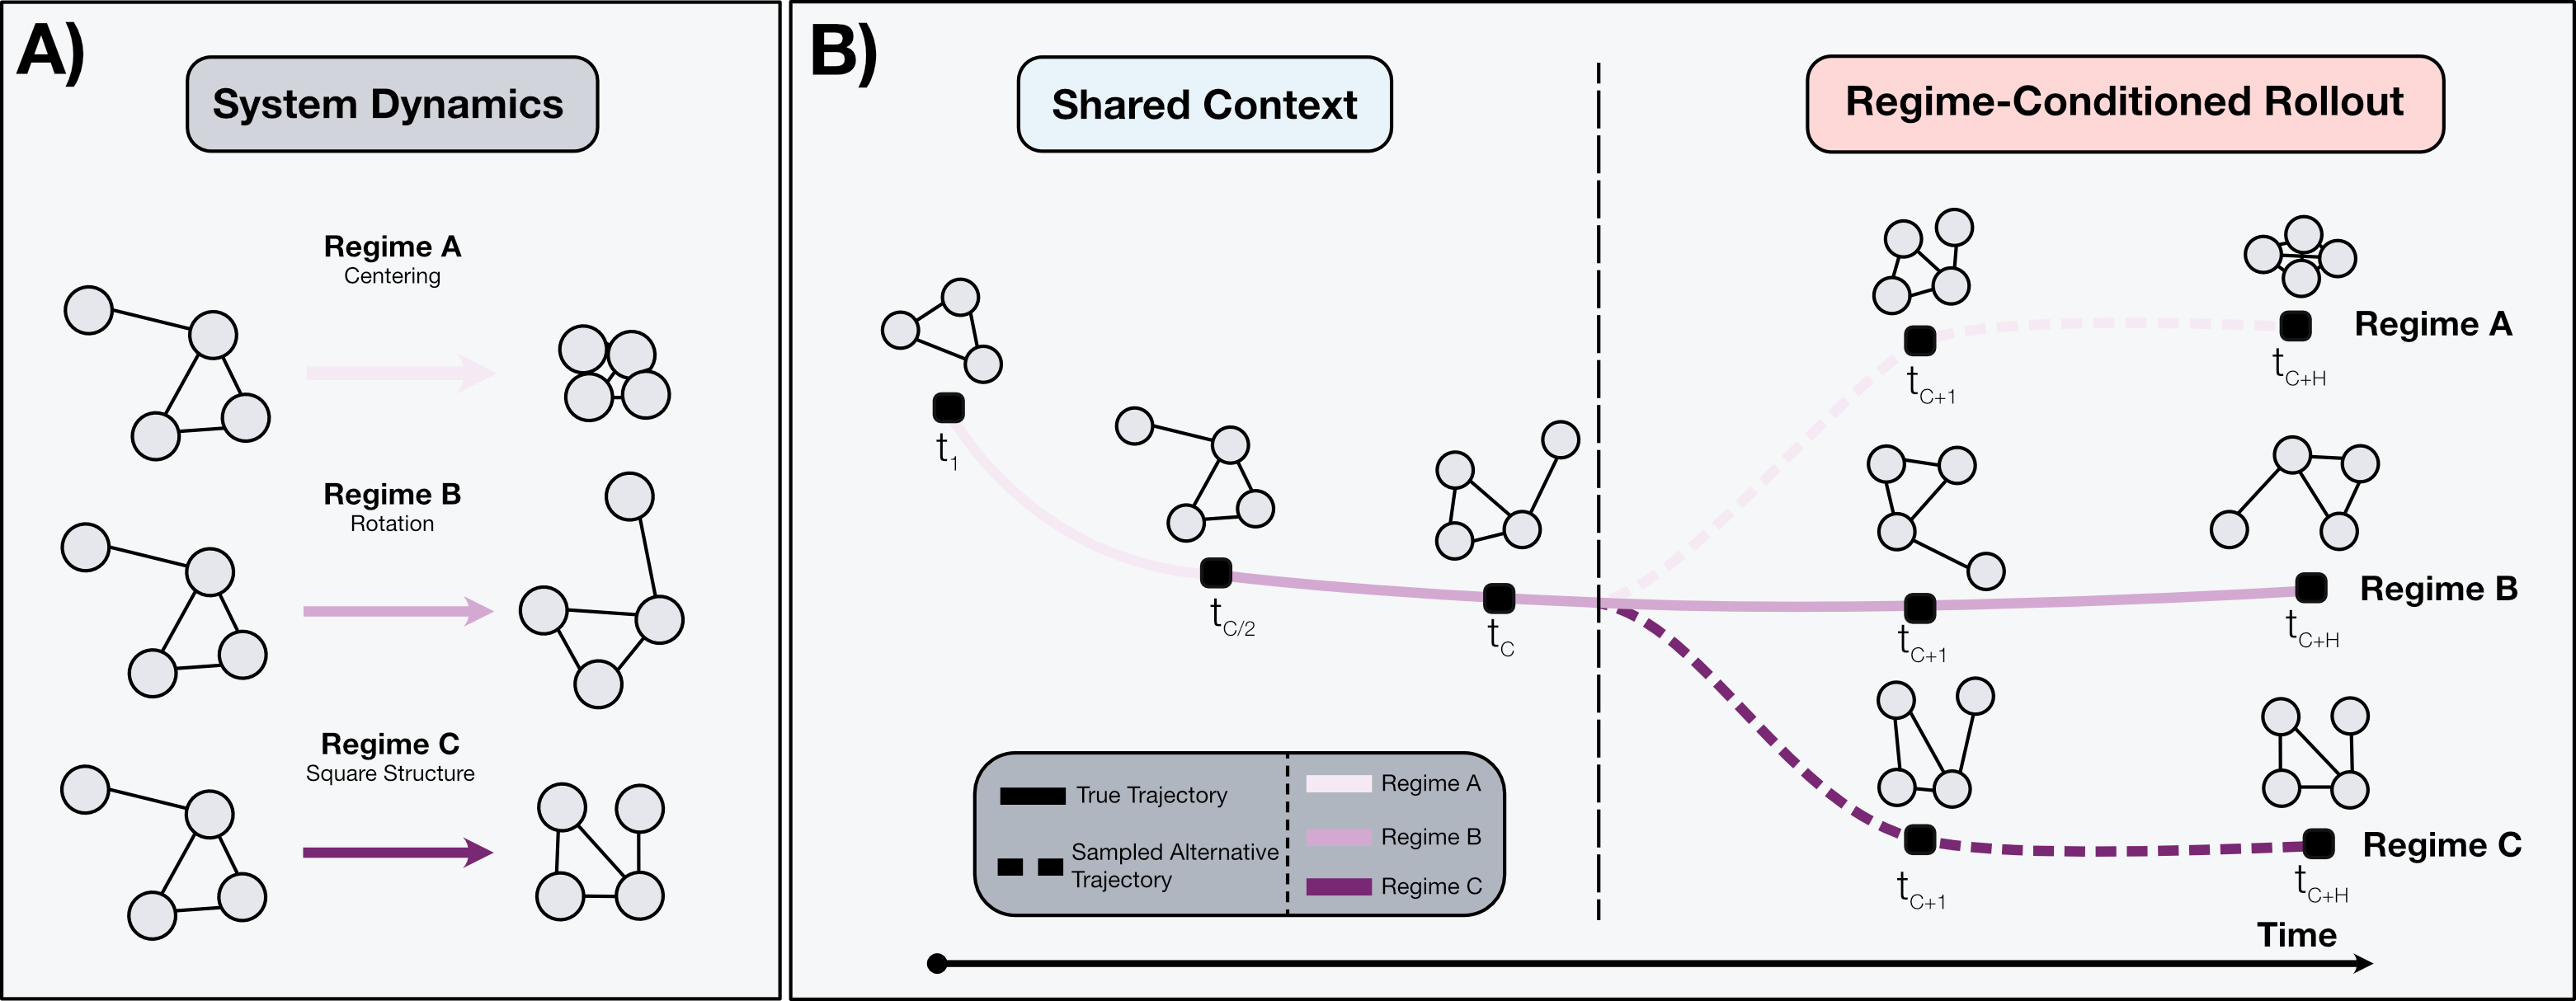 A)
System Dynamics
Regime A
Centering
Regime B
Rotation
Regime C
Square Structure
B)
Shared Context
Regime-Conditioned Rollout
t1
tC/2
tC
tC+1
tC+H
Regime A
tC+1
tC+H
Regime B
tC+1
tC+H
Regime C
True Trajectory
Sampled Alternative
Trajectory
Regime A
Regime B
Regime C
Time